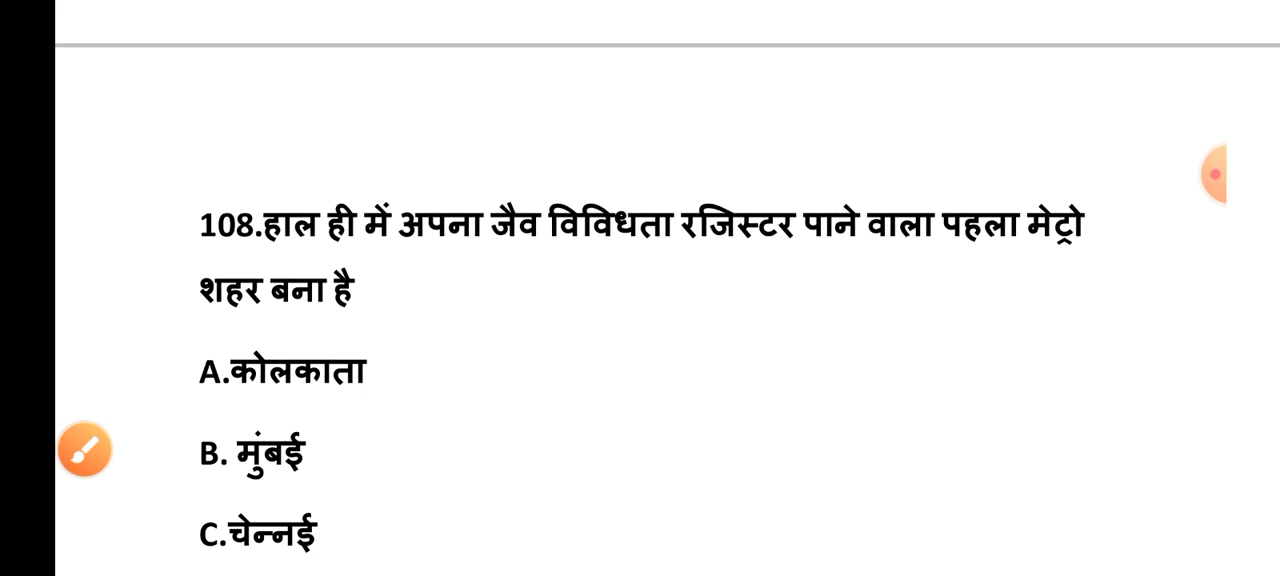 108.हाल ही में अपना जैव विविधता रजिस्टर पाने वाला पहला मेट्रो
शहर बना है
A.कोलकाता
B. मुंबई
C.चेन्नई